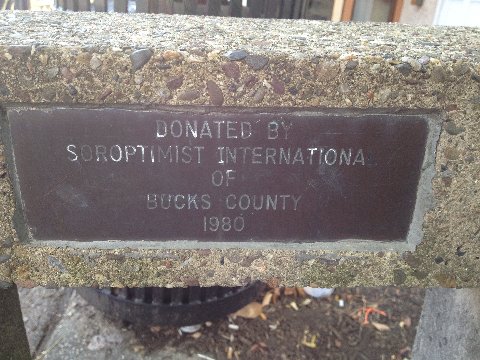 DONATED BY
SOROPTIMIST INTERNATIONAL
OF
BUCKS COUNTY
1980